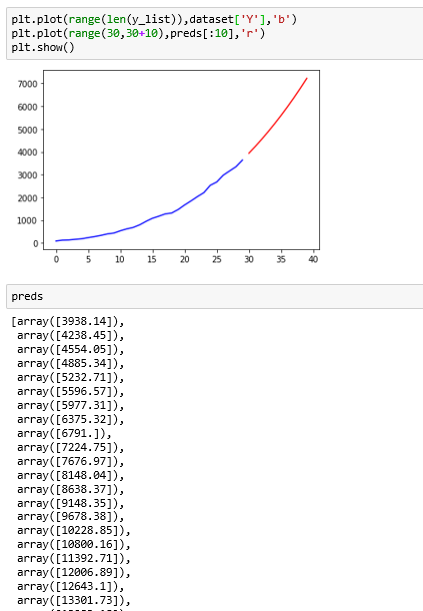 plt.plot(range(len(y_list)),dataset['Y'],'b')
plt.plot(range(30,30+10),preds[:10],'r')
plt.show()
7000
6000
5000
4000
3000
2000
1000
0
0 5 10 15 20 25 30 35 40
preds
[array([3938.14]),
array([4238.45]),
array([4554.05]),
array([4885.34]),
array([5232.71]),
array([5596.57]),
array([5977.31]),
array([6375.32]),
array([6791.]),
array([7224.75]),
array([7676.97]),
array([8148.04]),
array([8638.37]),
array([9148.35]),
array([9678.38]),
array([10228.85]),
array([10800.16]),
array([11392.71]),
array([12006.89]),
array([12643.1]),
array([13301.73]),